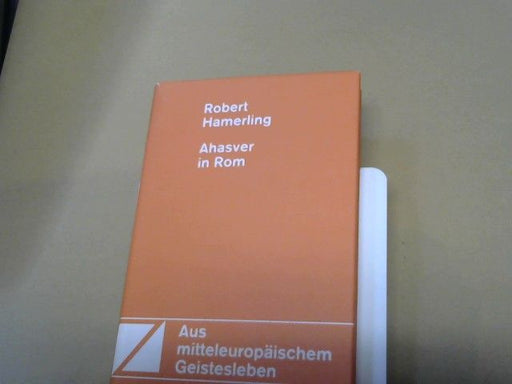 Robert
Hamerling
Ahasver
in Rom
Aus
mitteleuropäischem
Geistesleben